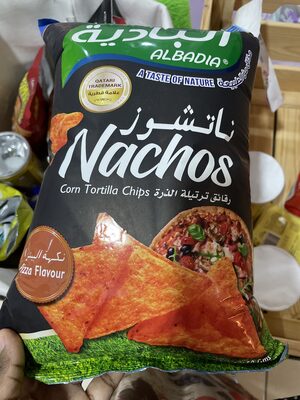 البادية
ALBADIA®
A TASTE OF NATURE
QATARI
TRADEMARK
علامة قطرية
ناتشوز
Nachos
Corn Tortilla Chips رقائق ترتيلة الذرة
نكهة البيتزا
Pizza Flavour